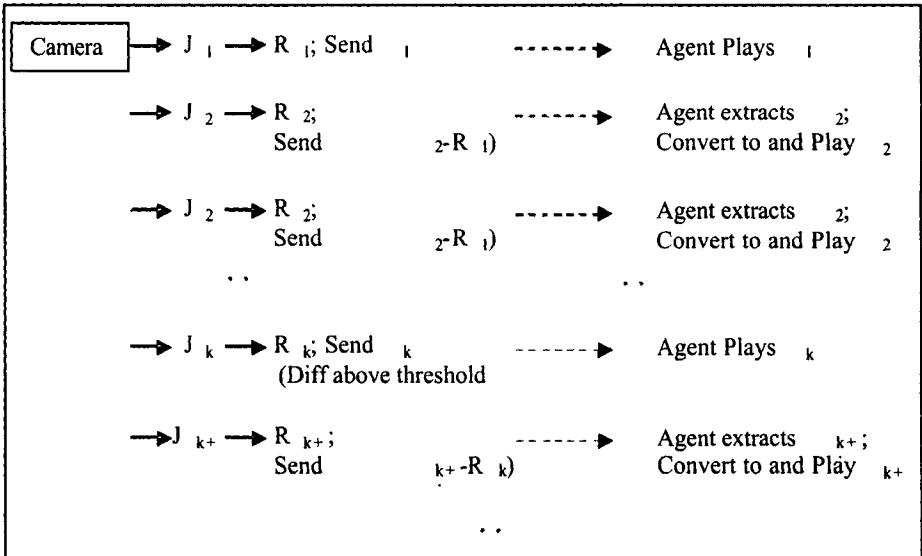 Camera J 1 R 1; Send 1 Agent Plays 1
J 2 R 2; Agent extracts 2;
Send 2-R 1) Convert to and Play 2
J 2 R 2; Agent extracts 2;
Send 2-R 1) Convert to and Play 2
. . . .
J k R k; Send k Agent Plays k
(Diff above threshold
J k+ R k+; Agent extracts k+;
Send k+-R k) Convert to and Play k+
. .